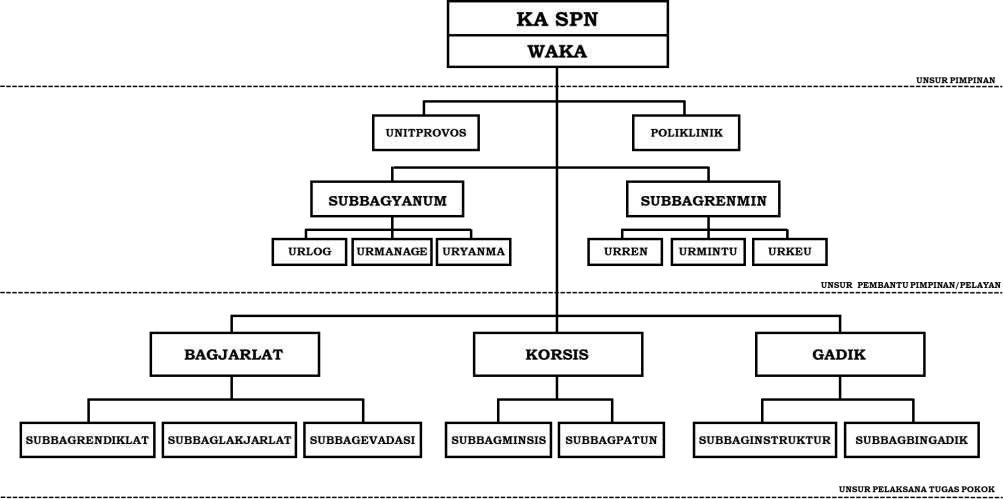 KA SPN
WAKA
UNSUR PIMPINAN
UNITPROVOS
POLIKLINIK
SUBBAGYANUM
SUBBAGRENMIN
URLOG
URMANAGE
URYANMA
URREN
URMINTU
URKEU
UNSUR PEMBANTU PIMPINAN/PELAYAN
BAGJARLAT
KORSIS
GADIK
SUBBAGRENDIKLAT
SUBBAGLAKJARLAT
SUBBAGEVADASI
SUBBAGMINSIS
SUBBAGPATUN
SUBBAGINSTRUKTUR
SUBBAGBINGADIK
UNSUR PELAKSANA TUGAS POKOK